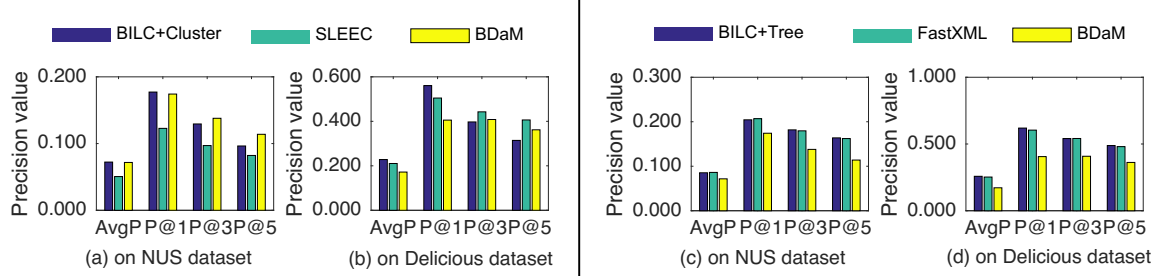 BILC+Cluster SLEEC BDaM
Precision value
0.200
0.100
0.000
AvgP P@1 P@3 P@5
(a) on NUS dataset
Precision value
0.600
0.400
0.200
0.000
AvgP P@1 P@3 P@5
(b) on Delicious dataset
BILC+Tree FastXML BDaM
Precision value
0.300
0.200
0.100
0.000
AvgP P@1 P@3 P@5
(c) on NUS dataset
Precision value
1.000
0.500
0.000
AvgP P@1 P@3 P@5
(d) on Delicious dataset